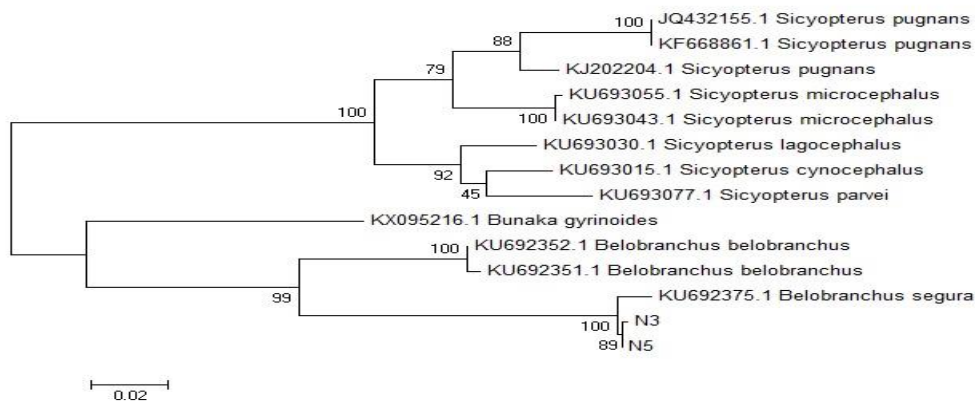 100 JQ432155.1 Sicyopterus pugnans
88 KF668861.1 Sicyopterus pugnans
79 KJ202204.1 Sicyopterus pugnans
KU693055.1 Sicyopterus microcephalus
100 100 KU693043.1 Sicyopterus microcephalus
KU693030.1 Sicyopterus lagocephalus
92 KU693015.1 Sicyopterus cynocephalus
45 KU693077.1 Sicyopterus parvei
KX095216.1 Bunaka gyrinoides
100 KU692352.1 Belobranchus belobranchus
KU692351.1 Belobranchus belobranchus
99 KU692375.1 Belobranchus segura
100 N3
89 N5
0.02